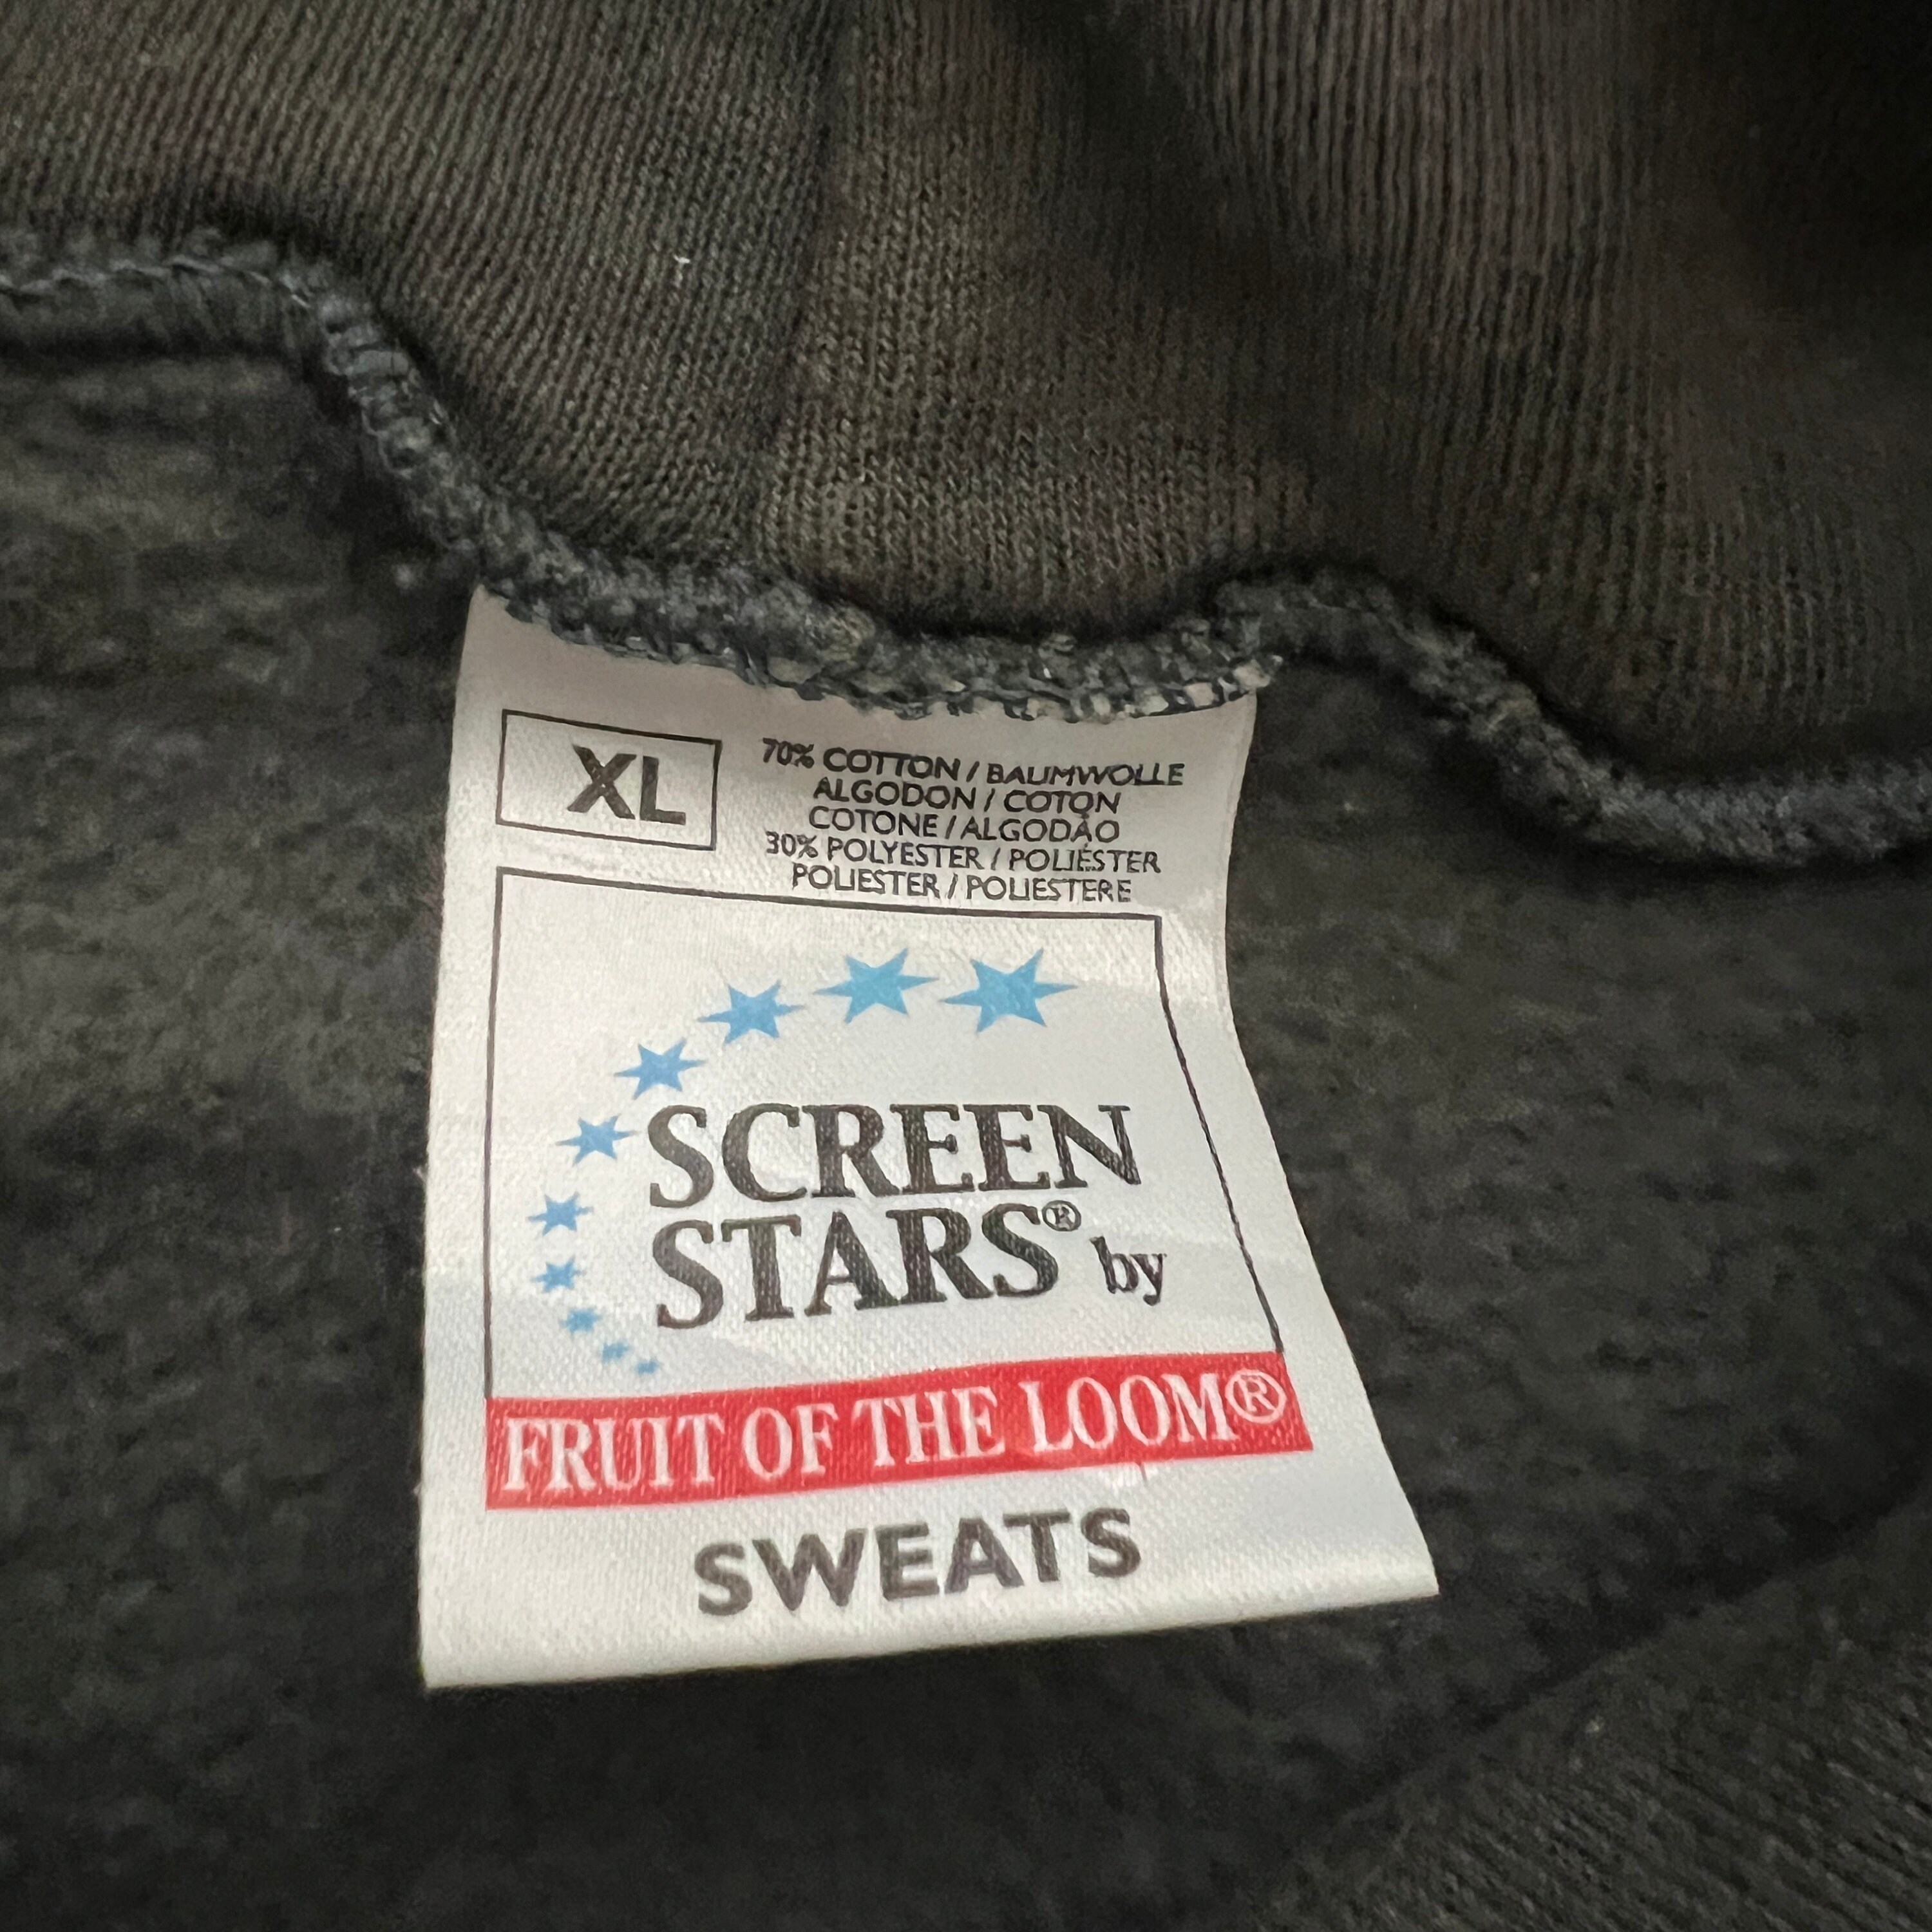 XL
70% COTTON / BAUMWOLLE
ALGODON / COTON
COTONE / ALGODÃO
30% POLYESTER / POLIÉSTER
POLIESTER / POLIESTERE
SCREEN
STARS® by
FRUIT OF THE LOOM®
SWEATS